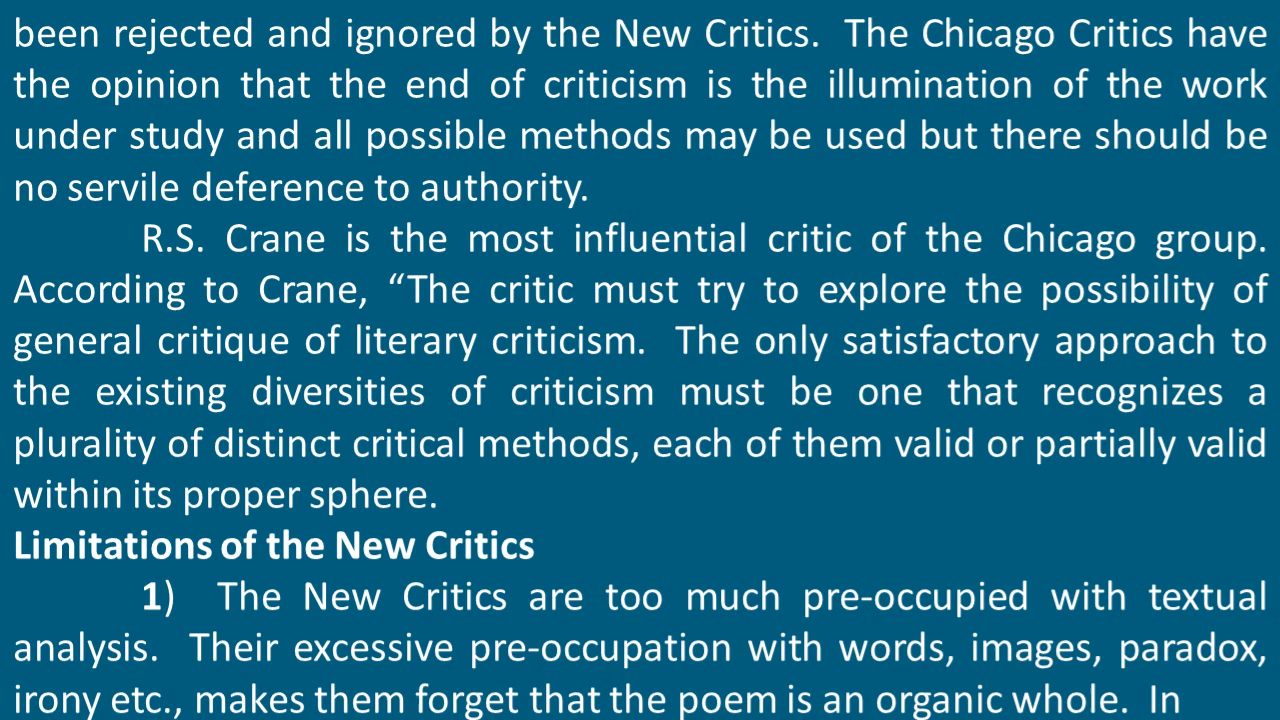 been rejected and ignored by the New Critics.  The Chicago Critics have
the opinion that the end of criticism is the illumination of the work
under study and all possible methods may be used but there should be
no servile deference to authority.
R.S. Crane is the most influential critic of the Chicago group.
According to Crane, “The critic must try to explore the possibility of
general critique of literary criticism.  The only satisfactory approach to
the existing diversities of criticism must be one that recognizes a
plurality of distinct critical methods, each of them valid or partially valid
within its proper sphere.
Limitations of the New Critics
1)  The New Critics are too much pre-occupied with textual
analysis.  Their excessive pre-occupation with words, images, paradox,
irony etc., makes them forget that the poem is an organic whole.  In